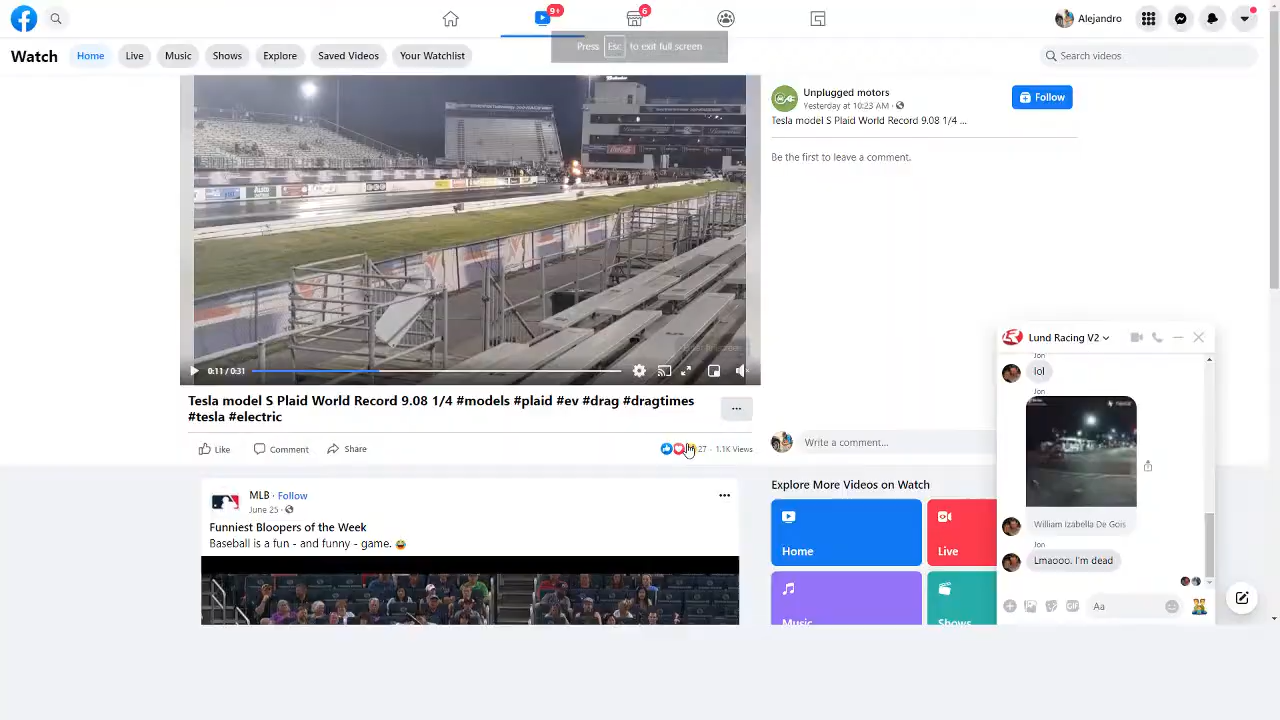 9+
6
Alejandro
Press Esc to exit full screen
Watch
Home
Live
Music
Shows
Explore
Saved Videos
Your Watchlist
Search videos
Unplugged motors
Yesterday at 10:23 AM ·
Tesla model S Plaid World Record 9.08 1/4 ...
Follow
Be the first to leave a comment.
0:11 / 0:31
Tesla model S Plaid World Record 9.08 1/4 #models #plaid #ev #drag #dragtimes
#tesla #electric
Like
Comment
Share
27 · 1.1K Views
Write a comment...
MLB · Follow
June 25 ·
Funniest Bloopers of the Week
Baseball is a fun - and funny - game.
Explore More Videos on Watch
Home
Live
Music
Shows
Lund Racing V2
Jon
lol
Jon
William Izabella De Gois
Jon
Lmaooo. I'm dead
GIF
Aa